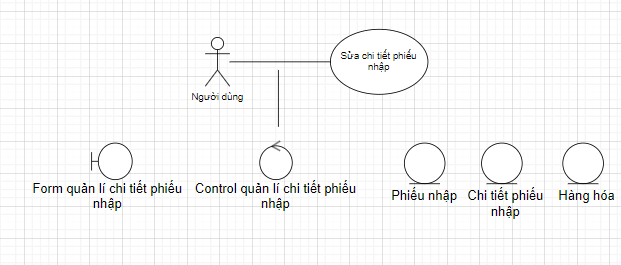 Sửa chi tiết phiếu
nhập
Người dùng
Form quản lí chi tiết phiếu
nhập
Control quản lí chi tiết phiếu
nhập
Phiếu nhập
Chi tiết phiếu
nhập
Hàng hóa